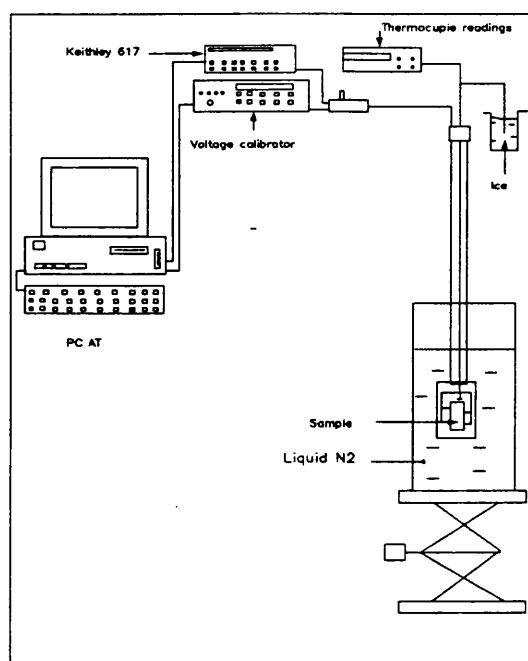 Thermocupie readings
Keithley 617
Voltage calibrator
Ice
PC AT
Sample
Liquid N2